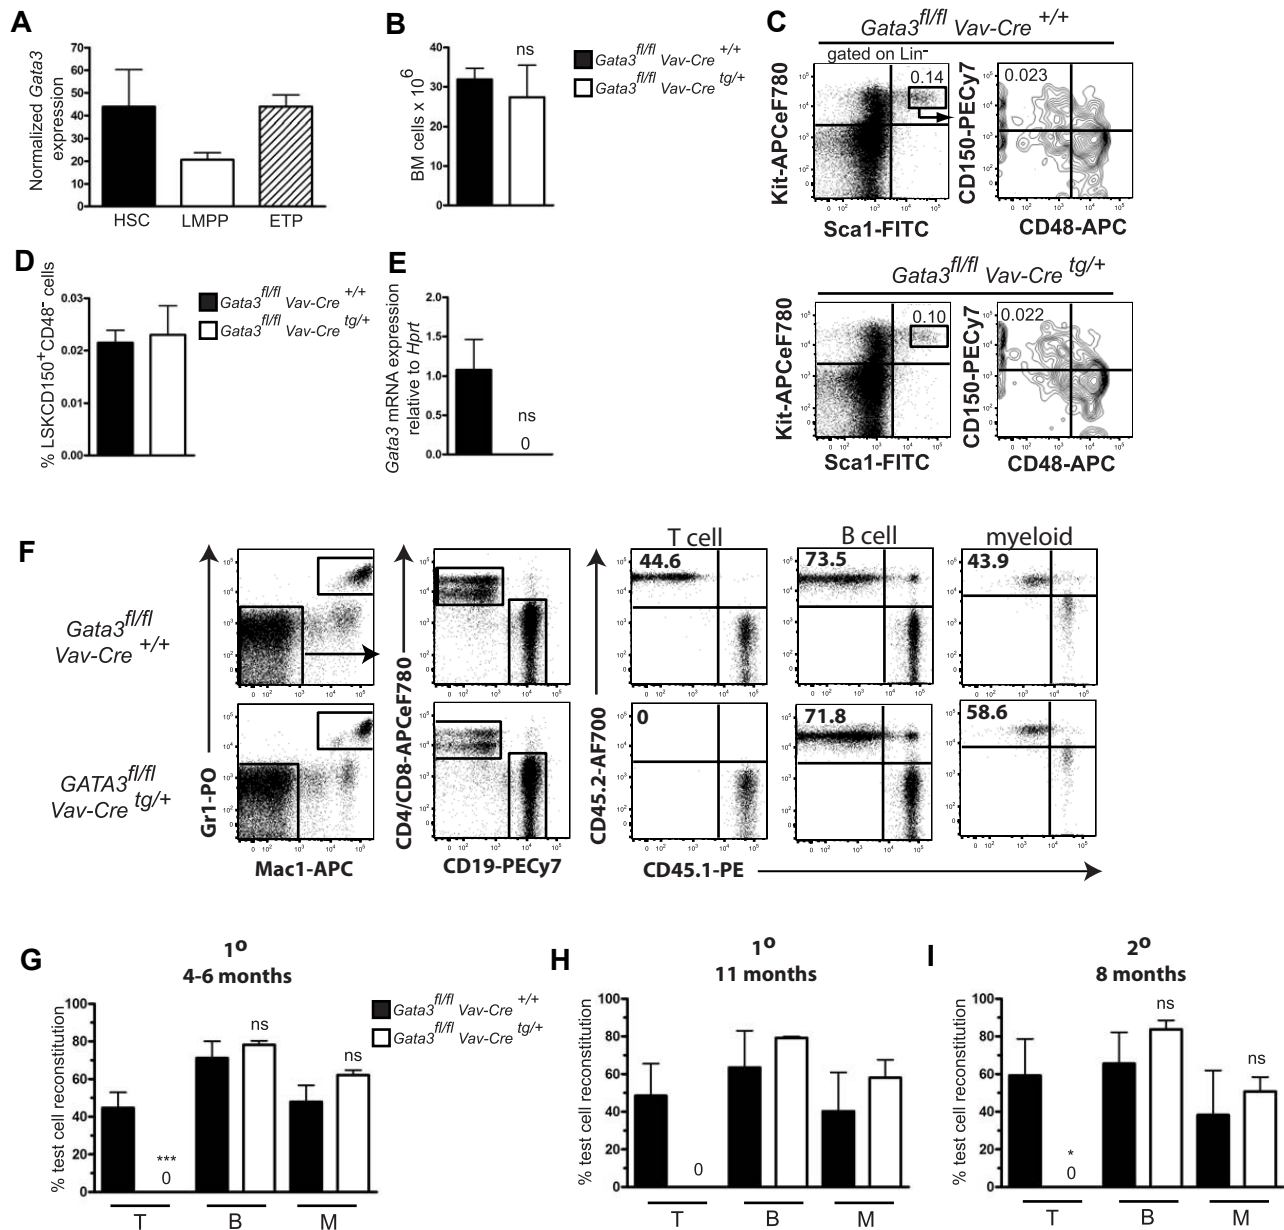 A
Normalized Gata3
expression
70
60
50
40
30
20
10
0
HSC LMPP ETP
B
BM cells x 10^6
40
30
20
10
0
ns
Gata3^fl/fl Vav-Cre ^+/+
Gata3^fl/fl Vav-Cre ^tg/+
C
Gata3^fl/fl Vav-Cre ^+/+
gated on Lin^-
0.14
Kit-APCeF780
Sca1-FITC
0.023
CD150-PECy7
CD48-APC
Gata3^fl/fl Vav-Cre ^tg/+
0.10
Kit-APCeF780
Sca1-FITC
0.022
CD150-PECy7
CD48-APC
D
% LSKCD150^+CD48^- cells
0.03
0.02
0.01
0.00
Gata3^fl/fl Vav-Cre ^+/+
Gata3^fl/fl Vav-Cre ^tg/+
E
Gata3 mRNA expression
relative to Hprt
2.0
1.5
1.0
0.5
0.0
ns
0
F
T cell B cell myeloid
Gata3^fl/fl
Vav-Cre ^+/+
44.6 73.5 43.9
GATA3^fl/fl
Vav-Cre ^tg/+
0 71.8 58.6
Gr1-PO
Mac1-APC
CD4/CD8-APCeF780
CD19-PECy7
CD45.2-AF700
CD45.1-PE
G
1º
4-6 months
% test cell reconstitution
100
80
60
40
20
0
***
0
ns
ns
T B M
Gata3^fl/fl Vav-Cre ^+/+
Gata3^fl/fl Vav-Cre ^tg/+
H
1º
11 months
% test cell reconstitution
100
80
60
40
20
0
0
T B M
I
2º
8 months
% test cell reconstitution
100
80
60
40
20
0
*
0
ns
ns
T B M